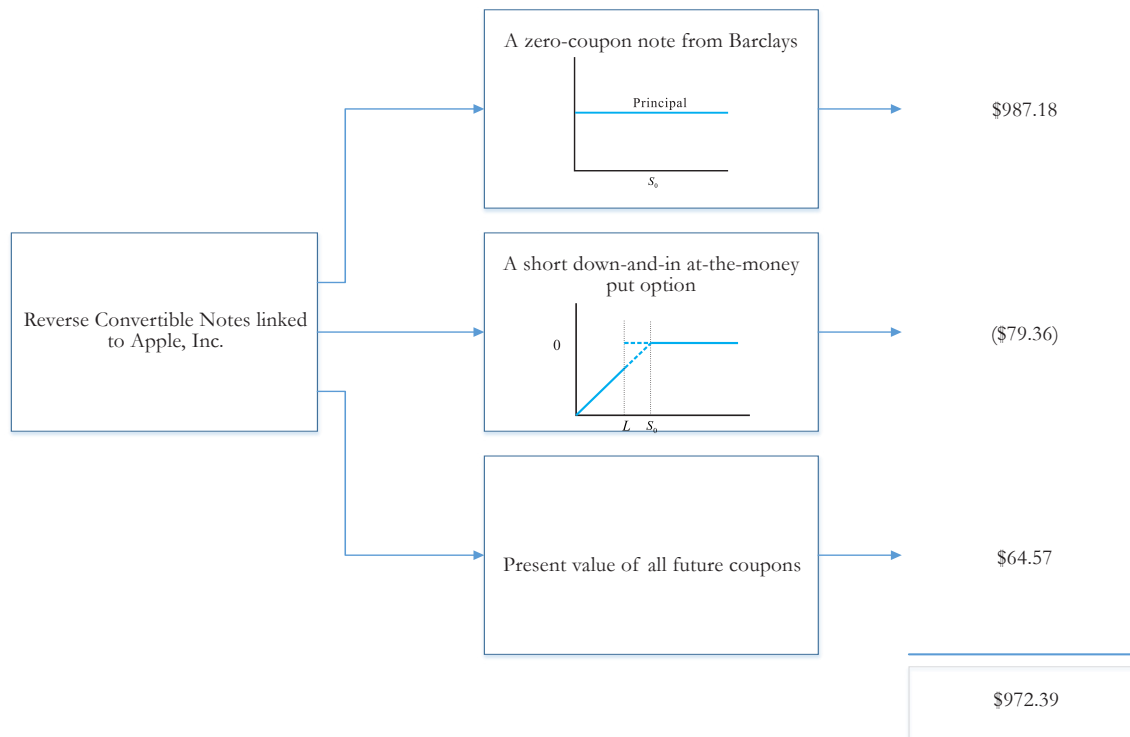 A zero-coupon note from Barclays
Principal
S₀
$987.18
Reverse Convertible Notes linked
to Apple, Inc.
A short down-and-in at-the-money
put option
0
L S₀
($79.36)
Present value of all future coupons
$64.57
$972.39